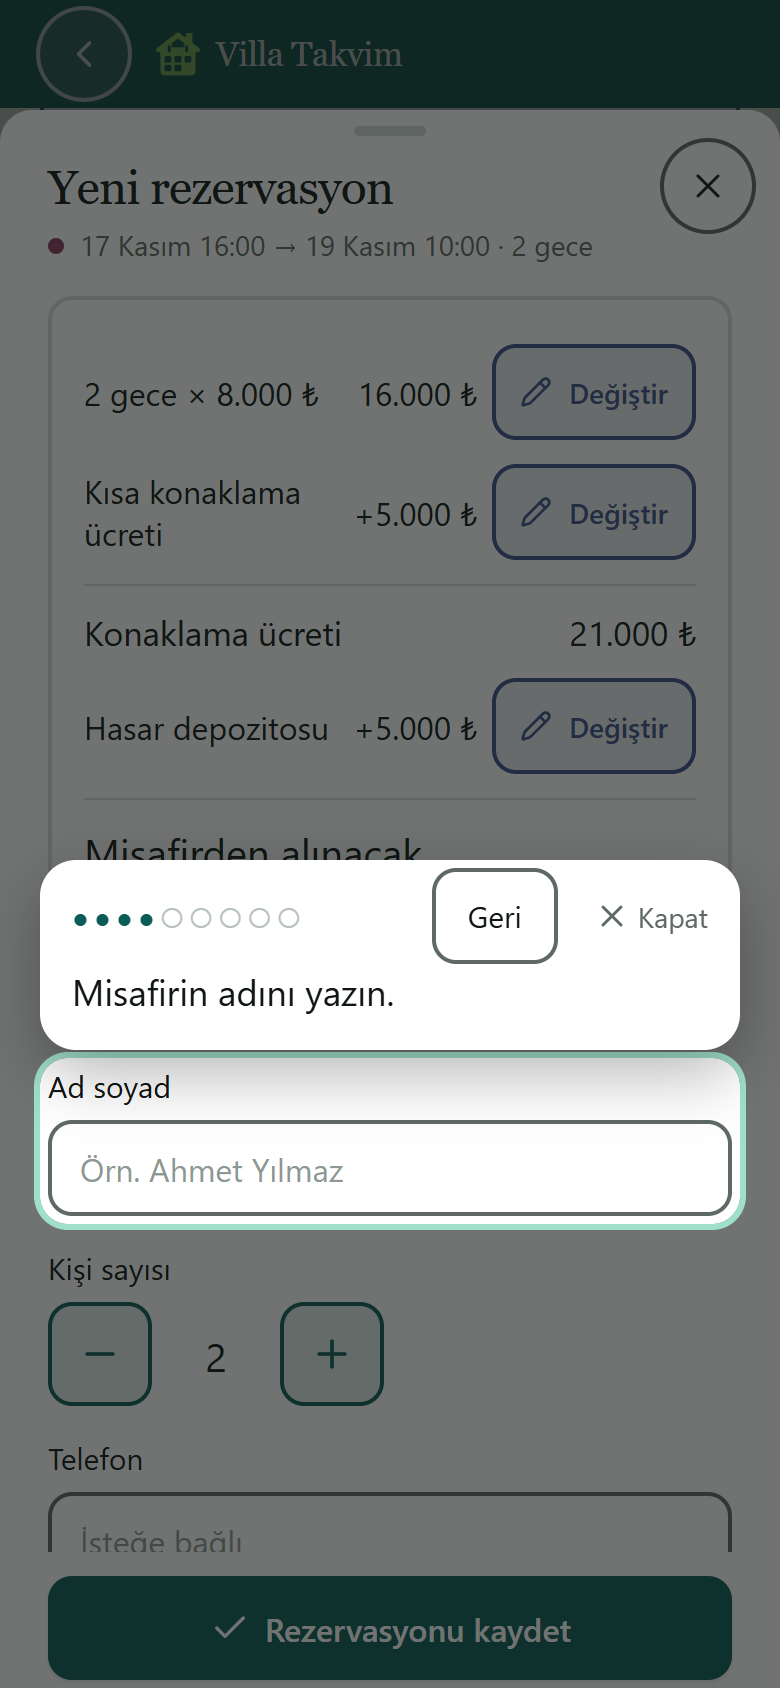 Villa Takvim
Yeni rezervasyon
17 Kasım 16:00 → 19 Kasım 10:00 · 2 gece
2 gece × 8.000 ₺ 16.000 ₺ Değiştir
Kısa konaklama
ücreti
+5.000 ₺ Değiştir
Konaklama ücreti 21.000 ₺
Hasar depozitosu +5.000 ₺ Değiştir
Misafirden alınacak
Geri Kapat
Misafirin adını yazın.
Ad soyad
Örn. Ahmet Yılmaz
Kişi sayısı
2
Telefon
İsteğe bağlı
Rezervasyonu kaydet